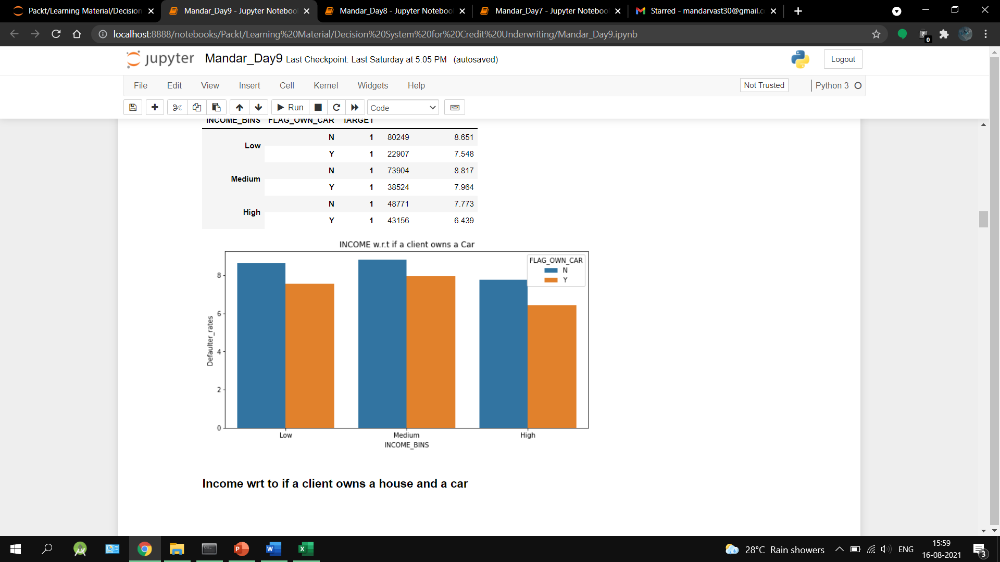 Packt/Learning Material/Decision
Mandar_Day9 - Jupyter Noteboo
Mandar_Day8 - Jupyter Noteboo
Mandar_Day7 - Jupyter Noteboo
Starred - mandarvast30@gmail.c
localhost:8888/notebooks/Packt/Learning%20Material/Decision%20System%20for%20Credit%20Underwriting/Mandar_Day9.ipynb
0
jupyter Mandar_Day9 Last Checkpoint: Last Saturday at 5:05 PM (autosaved)
Logout
File Edit View Insert Cell Kernel Widgets Help
Not Trusted
Python 3
Run
Code
INCOME_BINS FLAG_OWN_CAR TARGET
Low N 1 80249 8.651
Y 1 22907 7.548
Medium N 1 73904 8.817
Y 1 38524 7.964
High N 1 48771 7.773
Y 1 43156 6.439
INCOME w.r.t if a client owns a Car
FLAG_OWN_CAR
N
Y
8
6
4
2
0
Defaulter_rates
Low Medium High
INCOME_BINS
Income wrt to if a client owns a house and a car
28°C Rain showers
ENG
15:59
16-08-2021
3